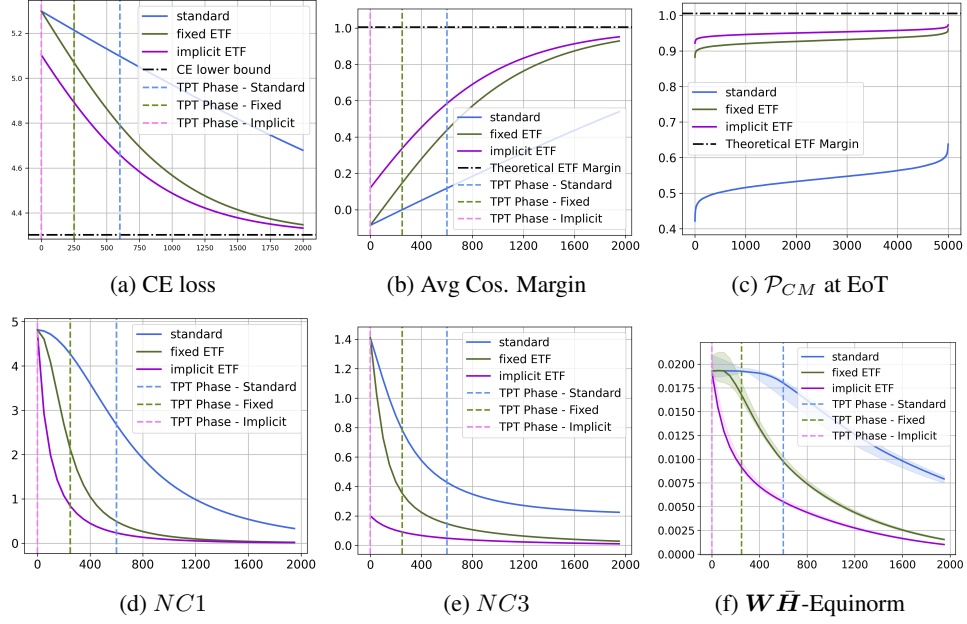 5.2
5.0
4.8
4.6
4.4
0
250
500
750
1000
1250
1500
1750
2000
standard
fixed ETF
implicit ETF
CE lower bound
TPT Phase - Standard
TPT Phase - Fixed
TPT Phase - Implicit
(a) CE loss
1.0
0.8
0.6
0.4
0.2
0.0
0
400
800
1200
1600
2000
standard
fixed ETF
implicit ETF
Theoretical ETF Margin
TPT Phase - Standard
TPT Phase - Fixed
TPT Phase - Implicit
(b) Avg Cos. Margin
1.0
0.9
0.8
0.7
0.6
0.5
0.4
0
1000
2000
3000
4000
5000
standard
fixed ETF
implicit ETF
Theoretical ETF Margin
(c) 𝒫CM at EoT
5
4
3
2
1
0
0
400
800
1200
1600
2000
standard
fixed ETF
implicit ETF
TPT Phase - Standard
TPT Phase - Fixed
TPT Phase - Implicit
(d) NC1
1.4
1.2
1.0
0.8
0.6
0.4
0.2
0.0
0
400
800
1200
1600
2000
standard
fixed ETF
implicit ETF
TPT Phase - Standard
TPT Phase - Fixed
TPT Phase - Implicit
(e) NC3
0.0200
0.0175
0.0150
0.0125
0.0100
0.0075
0.0050
0.0025
0.0000
0
400
800
1200
1600
2000
standard
fixed ETF
implicit ETF
TPT Phase - Standard
TPT Phase - Fixed
TPT Phase - Implicit
(f) WH̄-Equinorm